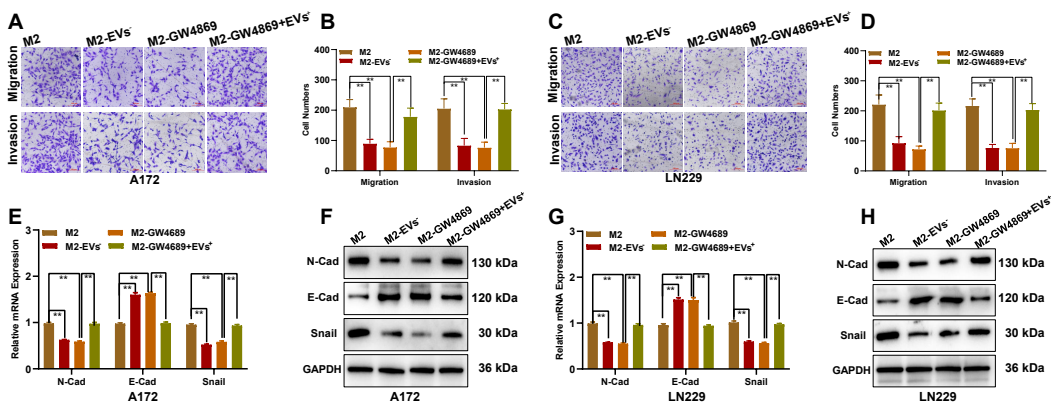 A
M2
M2-EVs-
M2-GW4869
M2-GW4869+EVs+
Migration
Invasion
A172
B
M2
M2-EVs-
M2-GW4689
M2-GW4689+EVs+
Cell Numbers
400
300
200
100
0
**
**
**
**
**
**
Migration
Invasion
C
M2
M2-EVs-
M2-GW4869
M2-GW4869+EVs+
Migration
Invasion
LN229
D
M2
M2-EVs-
M2-GW4689
M2-GW4689+EVs+
Cell Numbers
400
300
200
100
0
**
**
**
**
**
**
Migration
Invasion
E
M2
M2-EVs-
M2-GW4689
M2-GW4689+EVs+
Relative mRNA Expression
3
2
1
0
**
**
**
**
**
**
**
**
**
N-Cad
E-Cad
Snail
A172
F
M2
M2-EVs-
M2-GW4869
M2-GW4869+EVs+
N-Cad
130 kDa
E-Cad
120 kDa
Snail
30 kDa
GAPDH
36 kDa
A172
G
M2
M2-EVs-
M2-GW4689
M2-GW4689+EVs+
Relative mRNA Expression
3
2
1
0
**
**
**
**
**
**
**
**
**
N-Cad
E-Cad
Snail
LN229
H
M2
M2-EVs-
M2-GW4869
M2-GW4869+EVs+
N-Cad
130 kDa
E-Cad
120 kDa
Snail
30 kDa
GAPDH
36 kDa
LN229